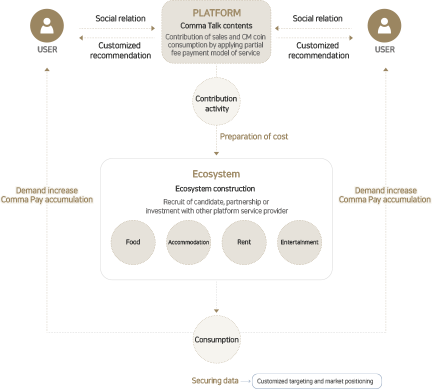 PLATFORM
Comma Talk contents
Contribution of sales and CM coin
consumption by applying partial
fee payment model of service
Social relation
Customized
recommendation
USER
Social relation
Customized
recommendation
USER
Contribution
activity
Preparation of cost
Ecosystem
Ecosystem construction
Recruit of candidate, partnership or
investment with other platform service provider
Food
Accommodation
Rent
Entertainment
Demand increase
Comma Pay accumulation
Demand increase
Comma Pay accumulation
Consumption
Securing data
Customized targeting and market positioning